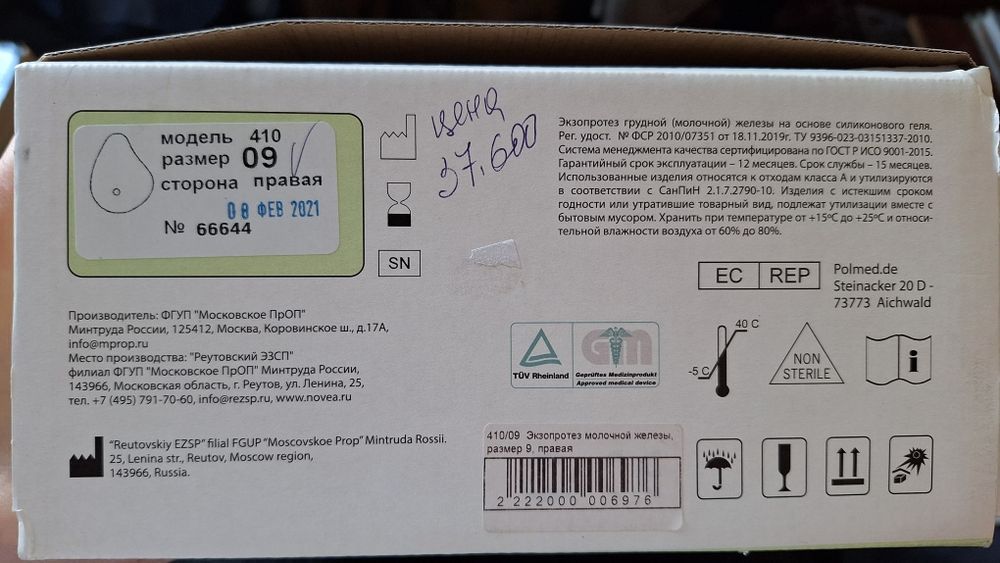 модель 410
размер 09
сторона правая
08 ФЕВ 2021
№ 66644
SN
цена
37.600
Экзопротез грудной (молочной) железы на основе силиконового геля.
Рег. удост. № ФСР 2010/07351 от 18.11.2019г. ТУ 9396-023-03151337-2010.
Система менеджмента качества сертифицирована по ГОСТ Р ИСО 9001-2015.
Гарантийный срок эксплуатации – 12 месяцев. Срок службы – 15 месяцев.
Использованные изделия относятся к отходам класса А и утилизируются
в соответствии с СанПиН 2.1.7.2790-10. Изделия с истекшим сроком
годности или утратившие товарный вид, подлежат утилизации вместе с
бытовым мусором. Хранить при температуре от +15ºС до +25ºС и относи-
тельной влажности воздуха от 60% до 80%.
EC REP
Polmed.de
Steinacker 20 D -
73773 Aichwald
Производитель: ФГУП "Московское ПрОП"
Минтруда России, 125412, Москва, Коровинское ш., д.17А,
info@mprop.ru
Место производства: "Реутовский ЭЗСП"
филиал ФГУП "Московское ПрОП" Минтруда России,
143966, Московская область, г. Реутов, ул. Ленина, 25,
тел. +7 (495) 791-70-60, info@rezsp.ru, www.novea.ru
TÜV Rheinland
Geprüftes Medizinprodukt
Approved medical device
40 C
-5 C
NON
STERILE
i
"Reutovskiy EZSP" filial FGUP "Moscovskoe Prop" Mintruda Rossii.
25, Lenina str., Reutov, Moscow region,
143966, Russia.
410/09 Экзопротез молочной железы,
размер 9, правая
2 222000 006976